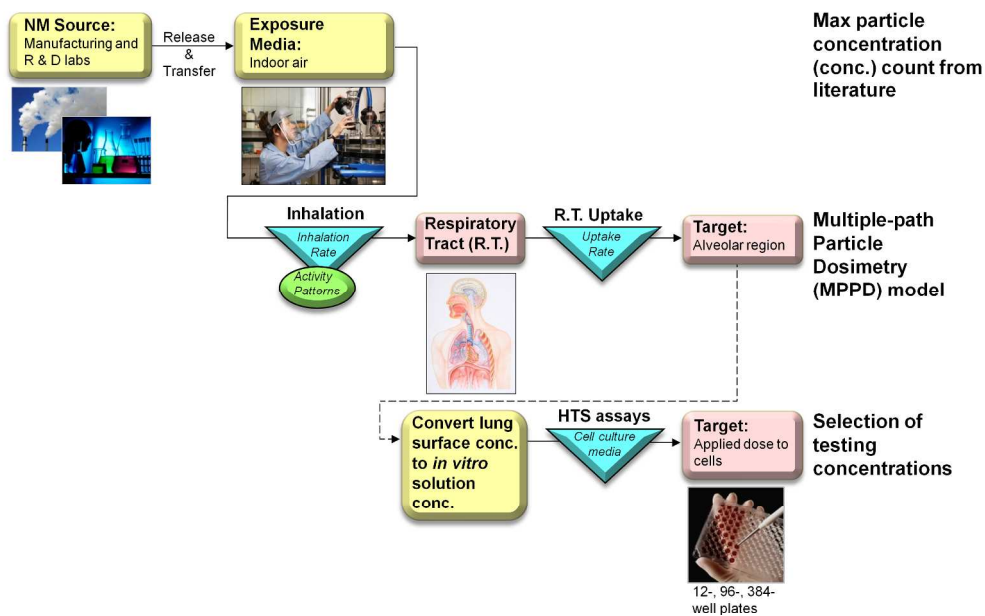 NM Source:
Manufacturing and
R & D labs
Release
&
Transfer
Exposure
Media:
Indoor air
Max particle
concentration
(conc.) count from
literature
Inhalation
Inhalation
Rate
Activity
Patterns
Respiratory
Tract (R.T.)
R.T. Uptake
Uptake
Rate
Target:
Alveolar region
Multiple-path
Particle
Dosimetry
(MPPD) model
Convert lung
surface conc.
to in vitro
solution
conc.
HTS assays
Cell culture
media
Target:
Applied dose to
cells
Selection of
testing
concentrations
12-, 96-, 384-
well plates